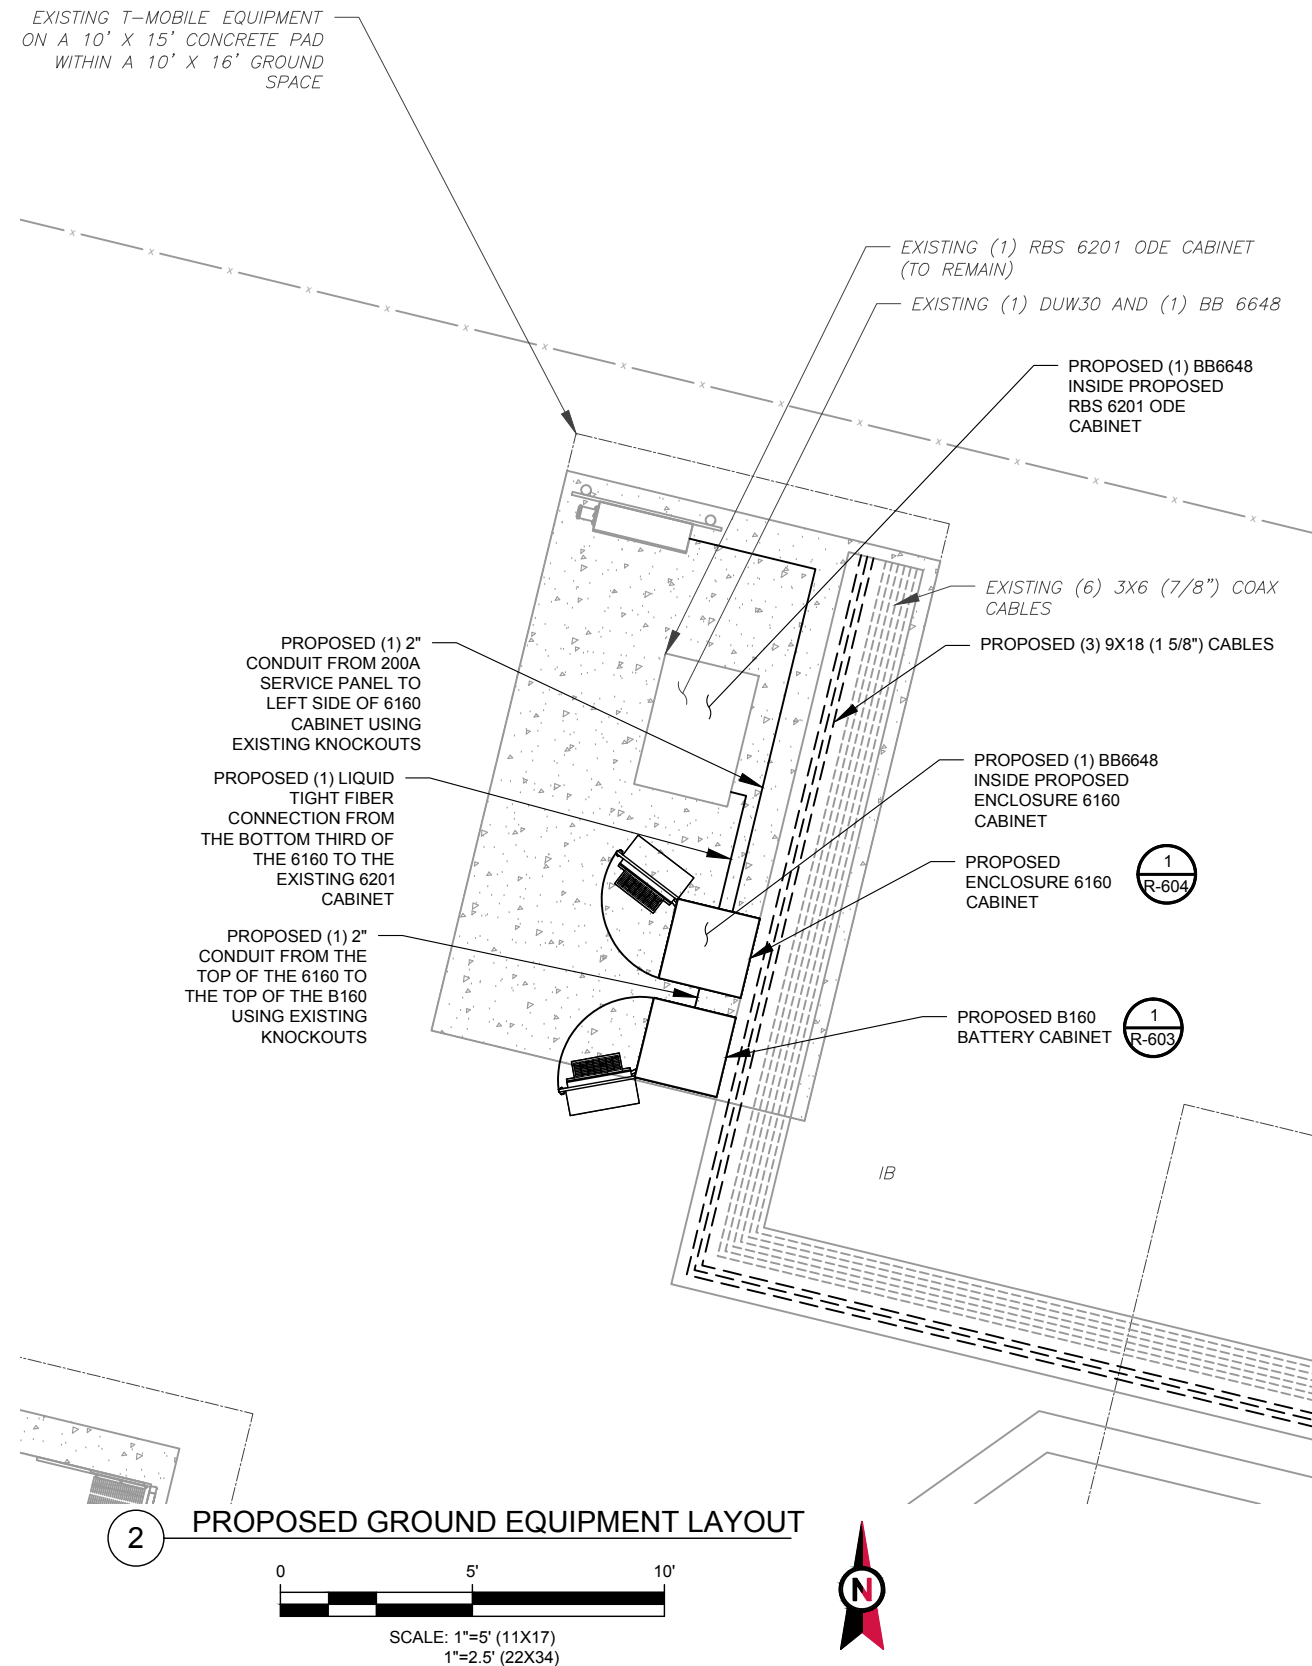 EXISTING T-MOBILE EQUIPMENT
ON A 10' X 15' CONCRETE PAD
WITHIN A 10' X 16' GROUND
SPACE
EXISTING (1) RBS 6201 ODE CABINET
(TO REMAIN)
EXISTING (1) DUW30 AND (1) BB 6648
PROPOSED (1) BB6648
INSIDE PROPOSED
RBS 6201 ODE
CABINET
EXISTING (6) 3X6 (7/8") COAX
CABLES
PROPOSED (3) 9X18 (1 5/8") CABLES
PROPOSED (1) 2"
CONDUIT FROM 200A
SERVICE PANEL TO
LEFT SIDE OF 6160
CABINET USING
EXISTING KNOCKOUTS
PROPOSED (1) LIQUID
TIGHT FIBER
CONNECTION FROM
THE BOTTOM THIRD OF
THE 6160 TO THE
EXISTING 6201
CABINET
PROPOSED (1) 2"
CONDUIT FROM THE
TOP OF THE 6160 TO
THE TOP OF THE B160
USING EXISTING
KNOCKOUTS
PROPOSED (1) BB6648
INSIDE PROPOSED
ENCLOSURE 6160
CABINET
PROPOSED
ENCLOSURE 6160
CABINET
1
R-604
PROPOSED B160
BATTERY CABINET
1
R-603
IB
2
PROPOSED GROUND EQUIPMENT LAYOUT
0 5' 10'
SCALE: 1"=5' (11X17)
1"=2.5' (22X34)
N